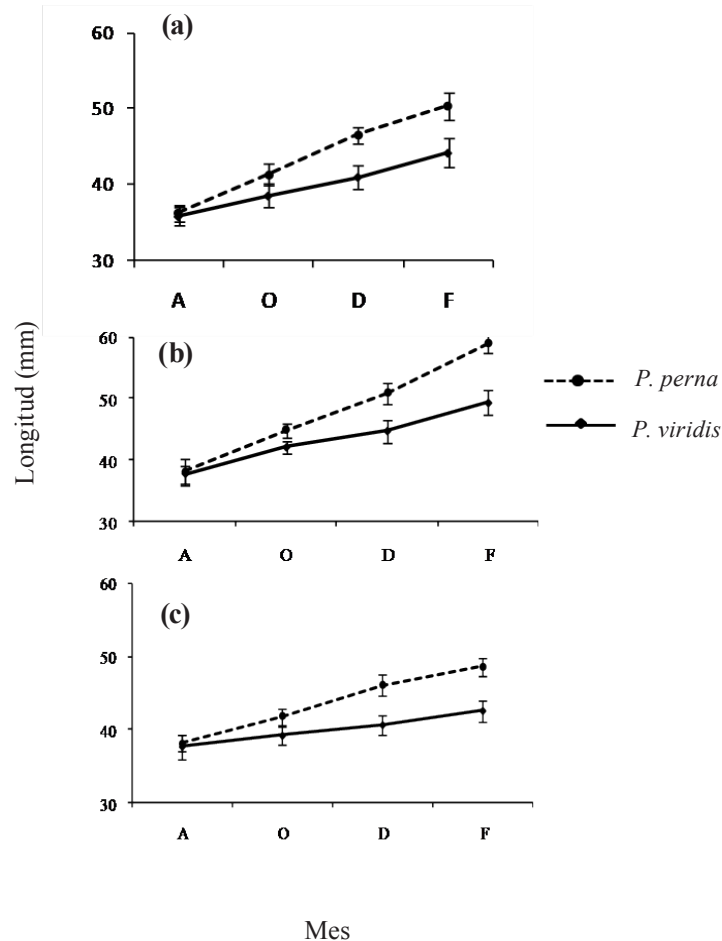 (a)
60
50
40
30
A O D F
(b)
60
50
40
30
A O D F
(c)
60
50
40
30
A O D F
Longitud (mm)
Mes
P. perna
P. viridis